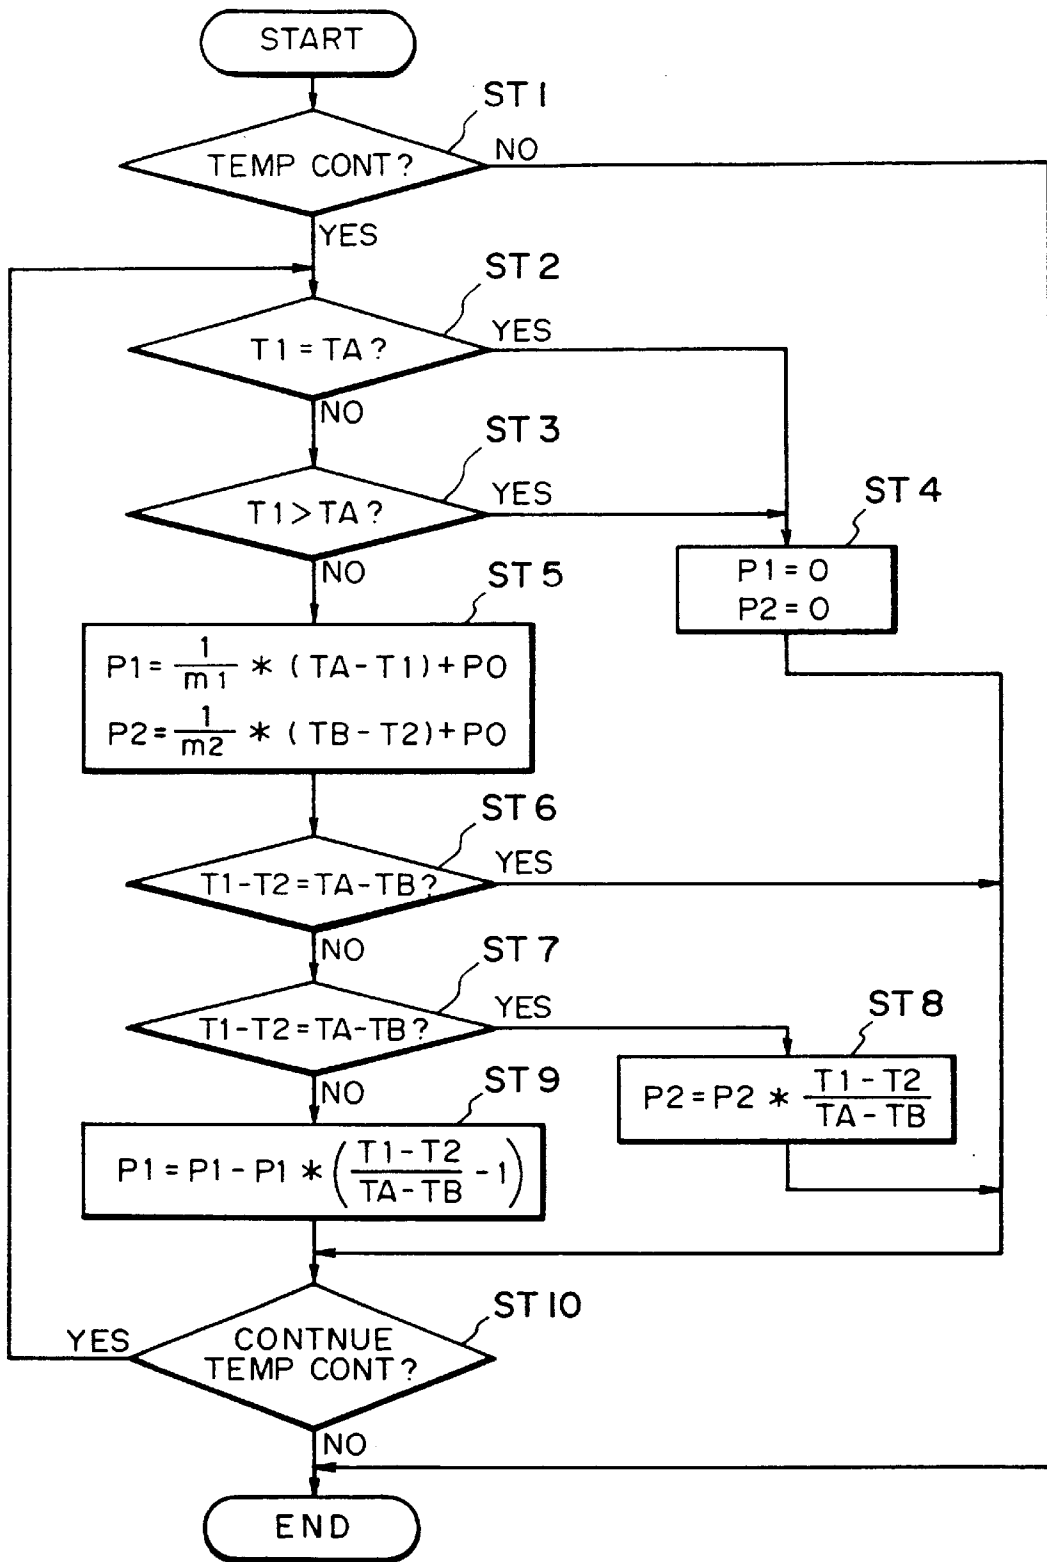 START
ST1
TEMP CONT?
NO
YES
ST2
T1=TA?
YES
NO
ST3
T1>TA?
YES
NO
ST4
P1=0
P2=0
ST5
P1=1/m1*(TA-T1)+P0
P2=1/m2*(TB-T2)+P0
ST6
T1-T2=TA-TB?
YES
NO
ST7
T1-T2=TA-TB?
YES
NO
ST8
P2=P2*T1-T2/TA-TB
ST9
P1=P1-P1*(T1-T2/TA-TB-1)
ST10
YES
CONTNUE
TEMP CONT?
NO
END